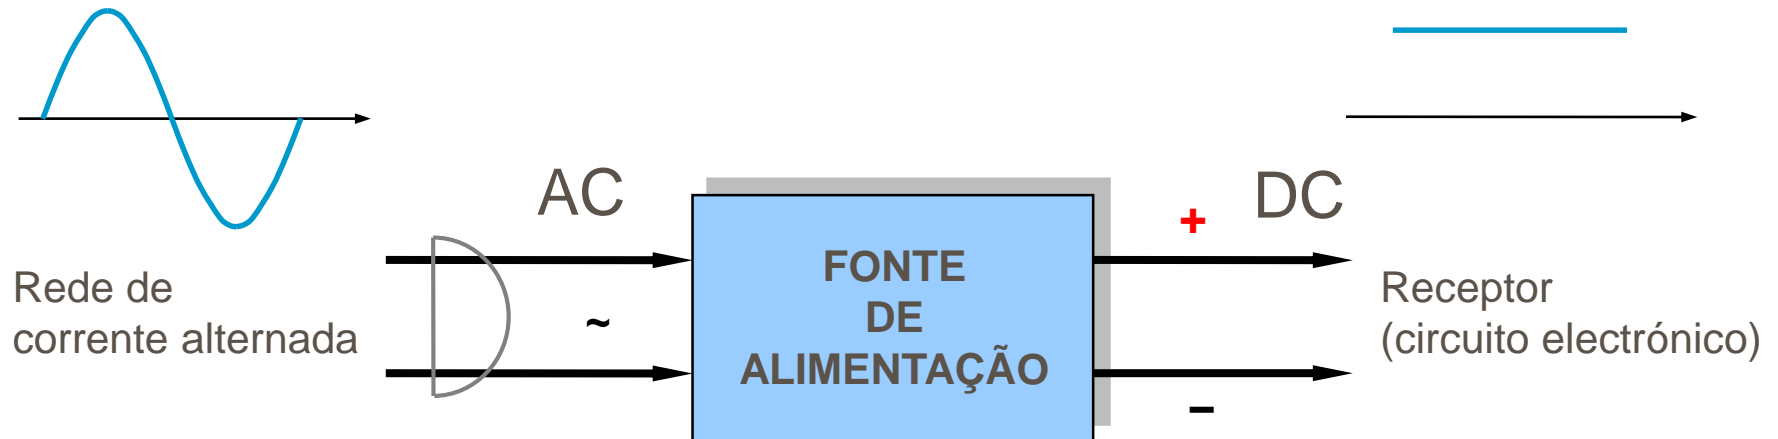 AC
DC
+
Rede de
corrente alternada
~
FONTE
DE
ALIMENTAÇÃO
Receptor
(circuito electrónico)
–